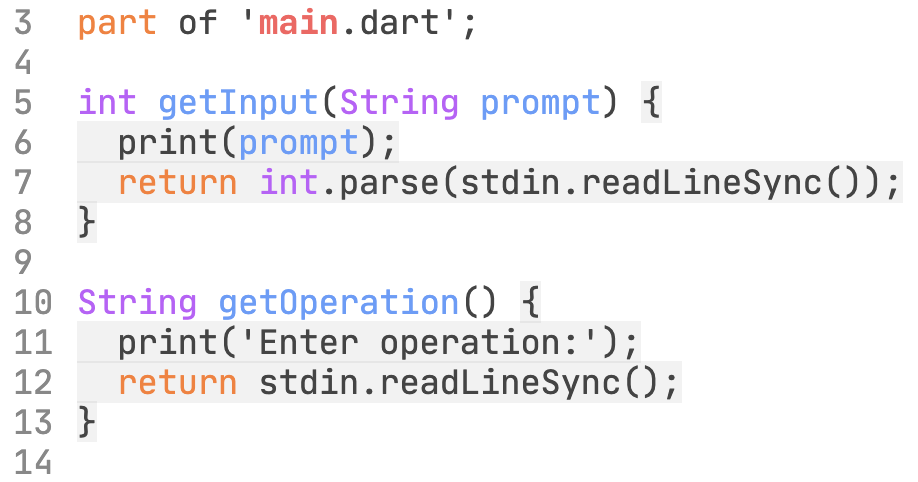 3 part of 'main.dart';
4
5 int getInput(String prompt) {
6   print(prompt);
7   return int.parse(stdin.readLineSync());
8 }
9
10 String getOperation() {
11   print('Enter operation:');
12   return stdin.readLineSync();
13 }
14